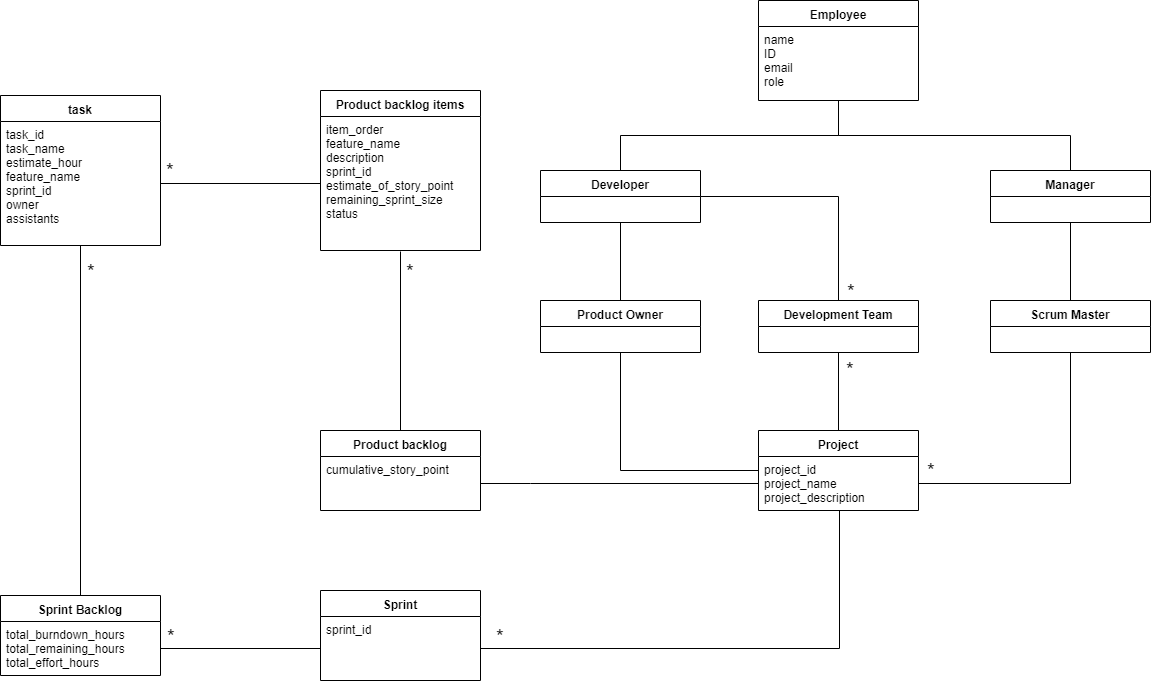 Employee
name
ID
email
role
task
task_id
task_name
estimate_hour
feature_name
sprint_id
owner
assistants
*
*
Product backlog items
item_order
feature_name
description
sprint_id
estimate_of_story_point
remaining_sprint_size
status
*
Developer
Manager
*
Product Owner
Development Team
Scrum Master
*
Product backlog
cumulative_story_point
Project
project_id
project_name
project_description
*
Sprint Backlog
total_burndown_hours
total_remaining_hours
total_effort_hours
*
Sprint
sprint_id
*